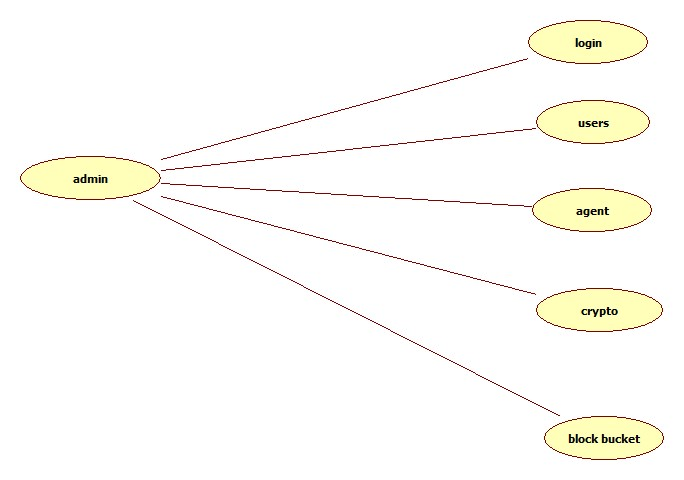 login
users
admin
agent
crypto
block bucket